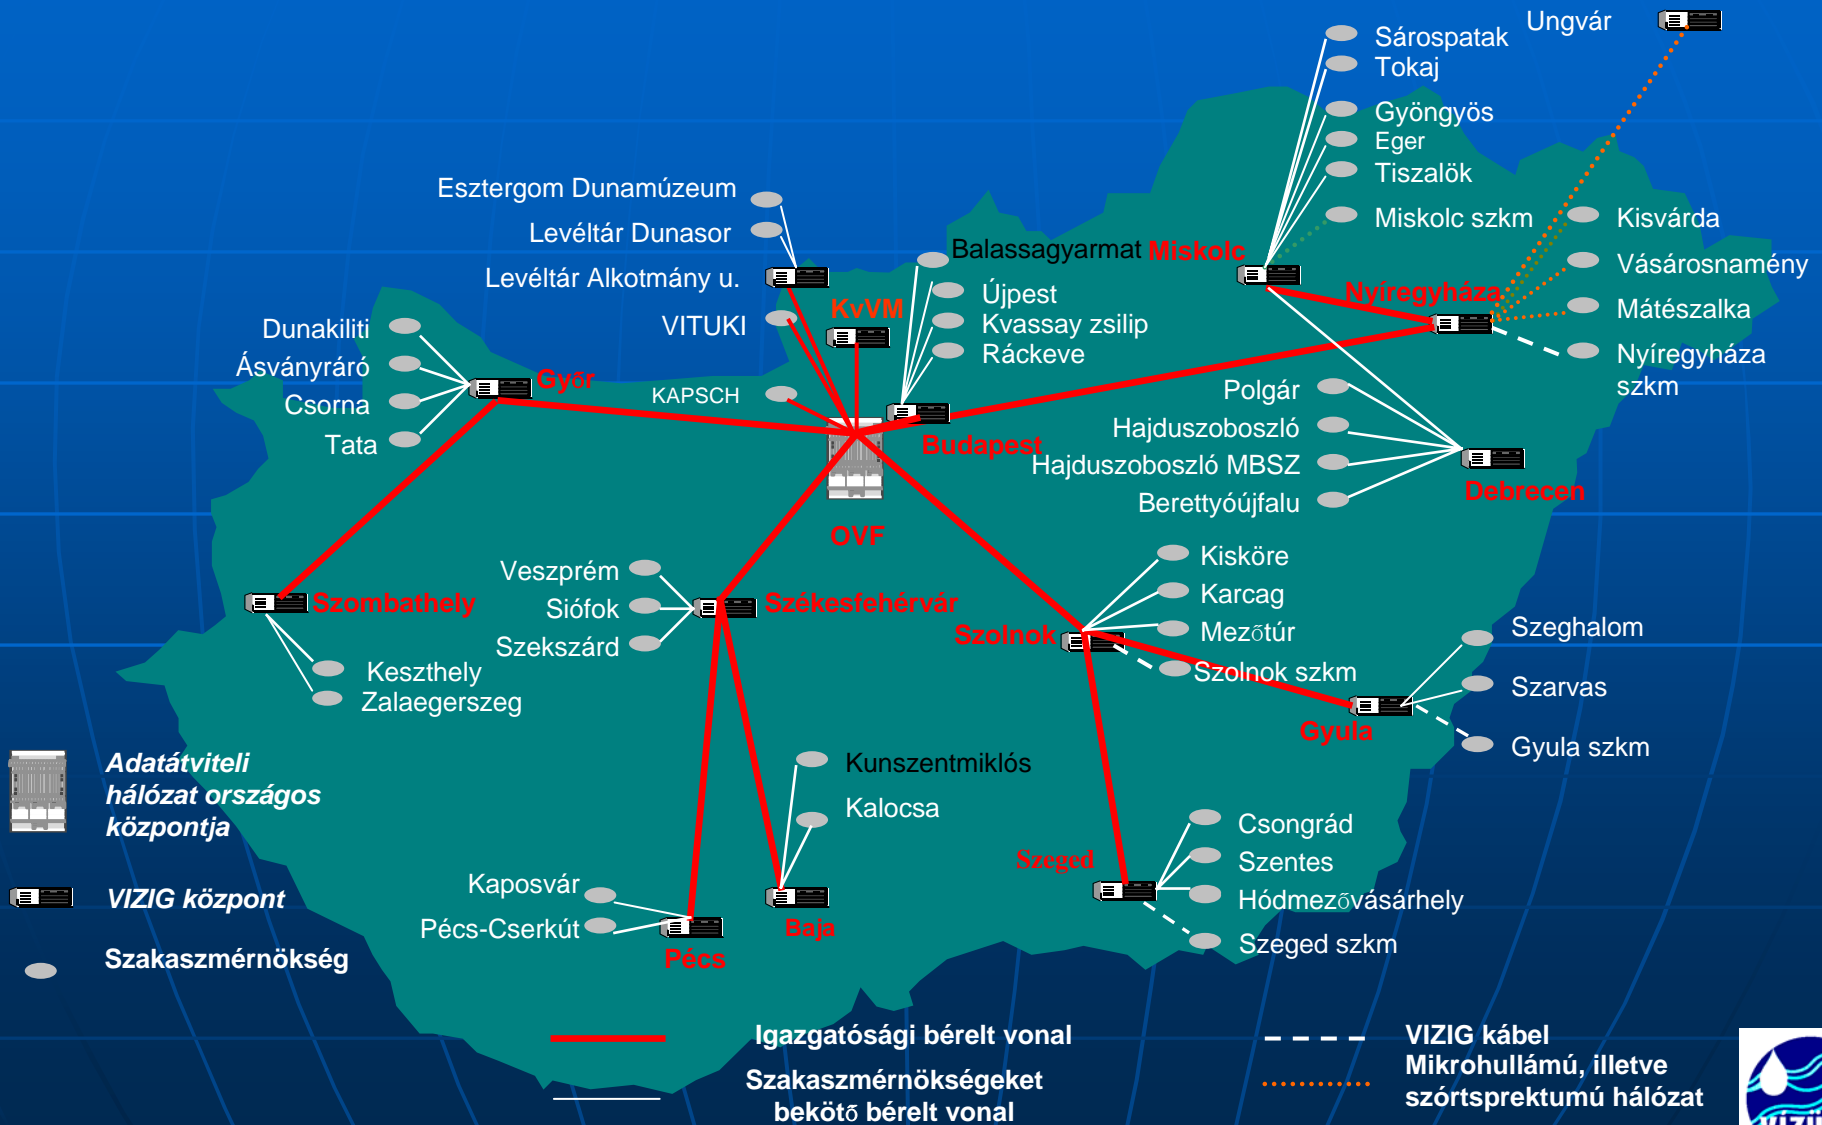 Ungvár
Sárospatak
Tokaj
Gyöngyös
Eger
Tiszalök
Miskolc szkm
Kisvárda
Vásárosnamény
Mátészalka
Nyíregyháza
szkm
Esztergom Dunamúzeum
Levéltár Dunasor
Levéltár Alkotmány u.
VITUKI
KAPSCH
KvVM
Balassagyarmat
Miskolc
Nyíregyháza
Újpest
Kvassay zsilip
Ráckeve
Dunakiliti
Ásványráró
Csorna
Tata
Győr
Budapest
OVF
Polgár
Hajduszoboszló
Hajduszoboszló MBSZ
Berettyóújfalu
Debrecen
Veszprém
Siófok
Szekszárd
Székesfehérvár
Szombathely
Keszthely
Zalaegerszeg
Kisköre
Karcag
Mezőtúr
Szolnok szkm
Szolnok
Szeghalom
Szarvas
Gyula szkm
Gyula
Kunszentmiklós
Kalocsa
Baja
Kaposvár
Pécs-Cserkút
Pécs
Szeged
Csongrád
Szentes
Hódmezővásárhely
Szeged szkm
Adatátviteli
hálózat országos
központja
VIZIG központ
Szakaszmérnökség
Igazgatósági bérelt vonal
Szakaszmérnökségeket
bekötő bérelt vonal
VIZIG kábel
Mikrohullámú, illetve
szórtsprektumú hálózat